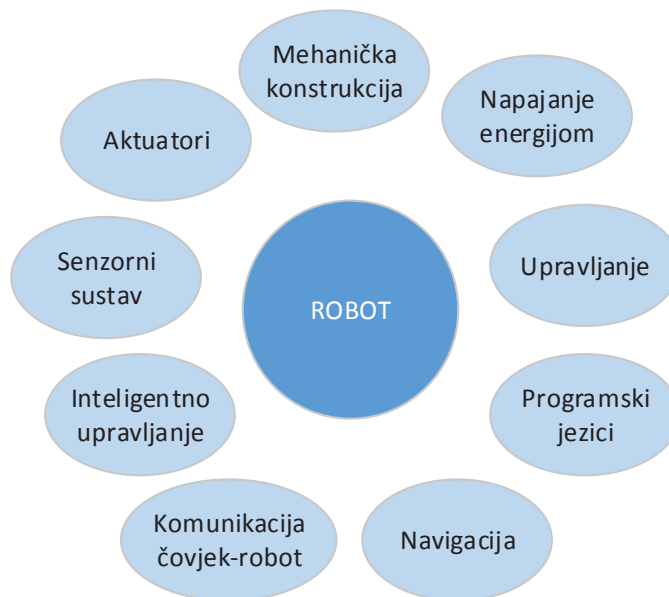 Mehanička
konstrukcija
Napajanje
energijom
Aktuatori
Upravljanje
Senzorni
sustav
ROBOT
Programski
jezici
Inteligentno
upravljanje
Komunikacija
čovjek-robot
Navigacija